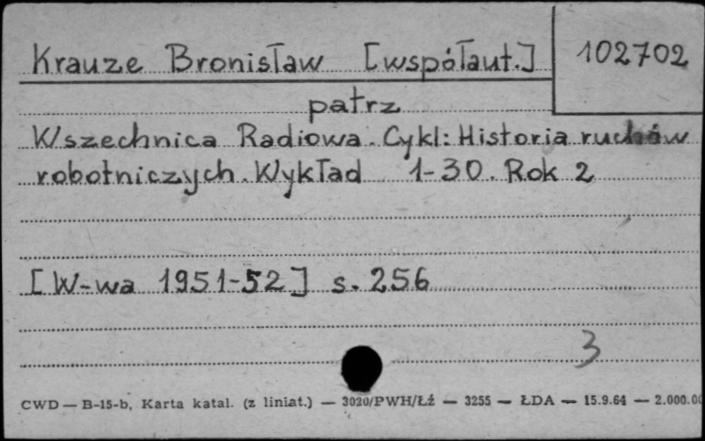 Krauze Bronisław [współaut.] 102702
patrz
Wszechnica Radiowa. Cykl: Historia ruchów
robotniczych. Wykład 1-30. Rok 2
[W-wa 1951-52] s. 256
3
CWD — B-15-b, Karta katal. (z liniat.) — 3020/PWH/Łź — 3255 — ŁDA — 15.9.64 — 2.000.00